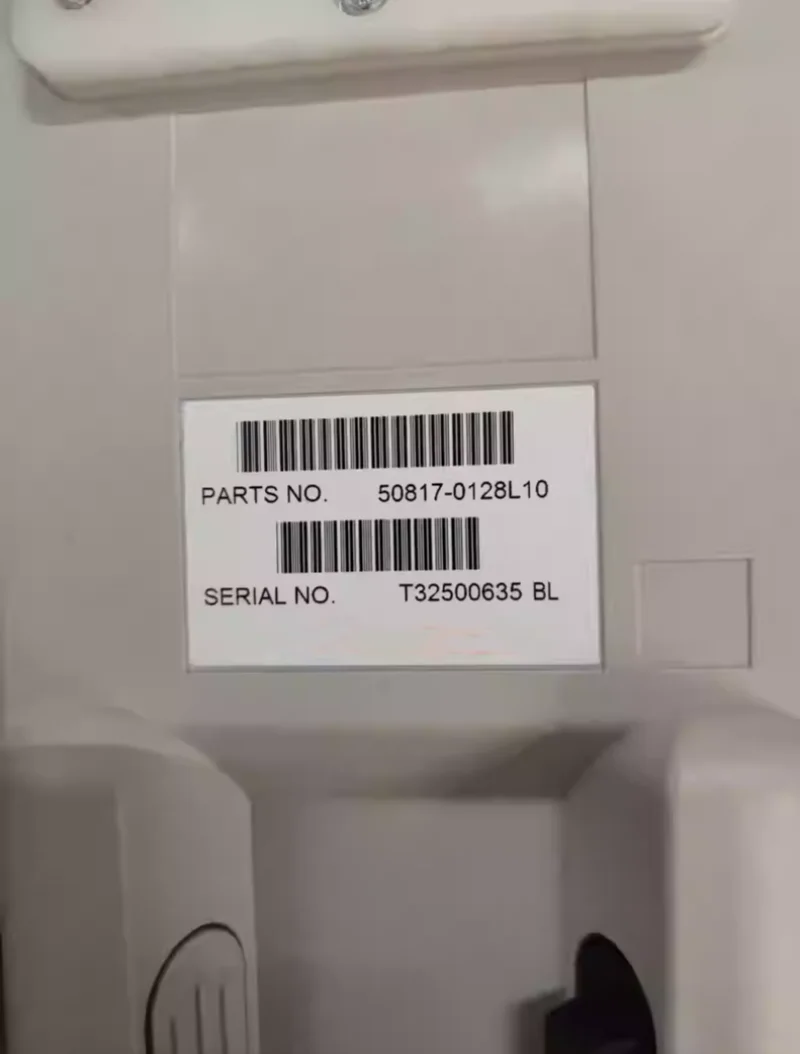 PARTS NO. 50817-0128L10
SERIAL NO. T32500635 BL